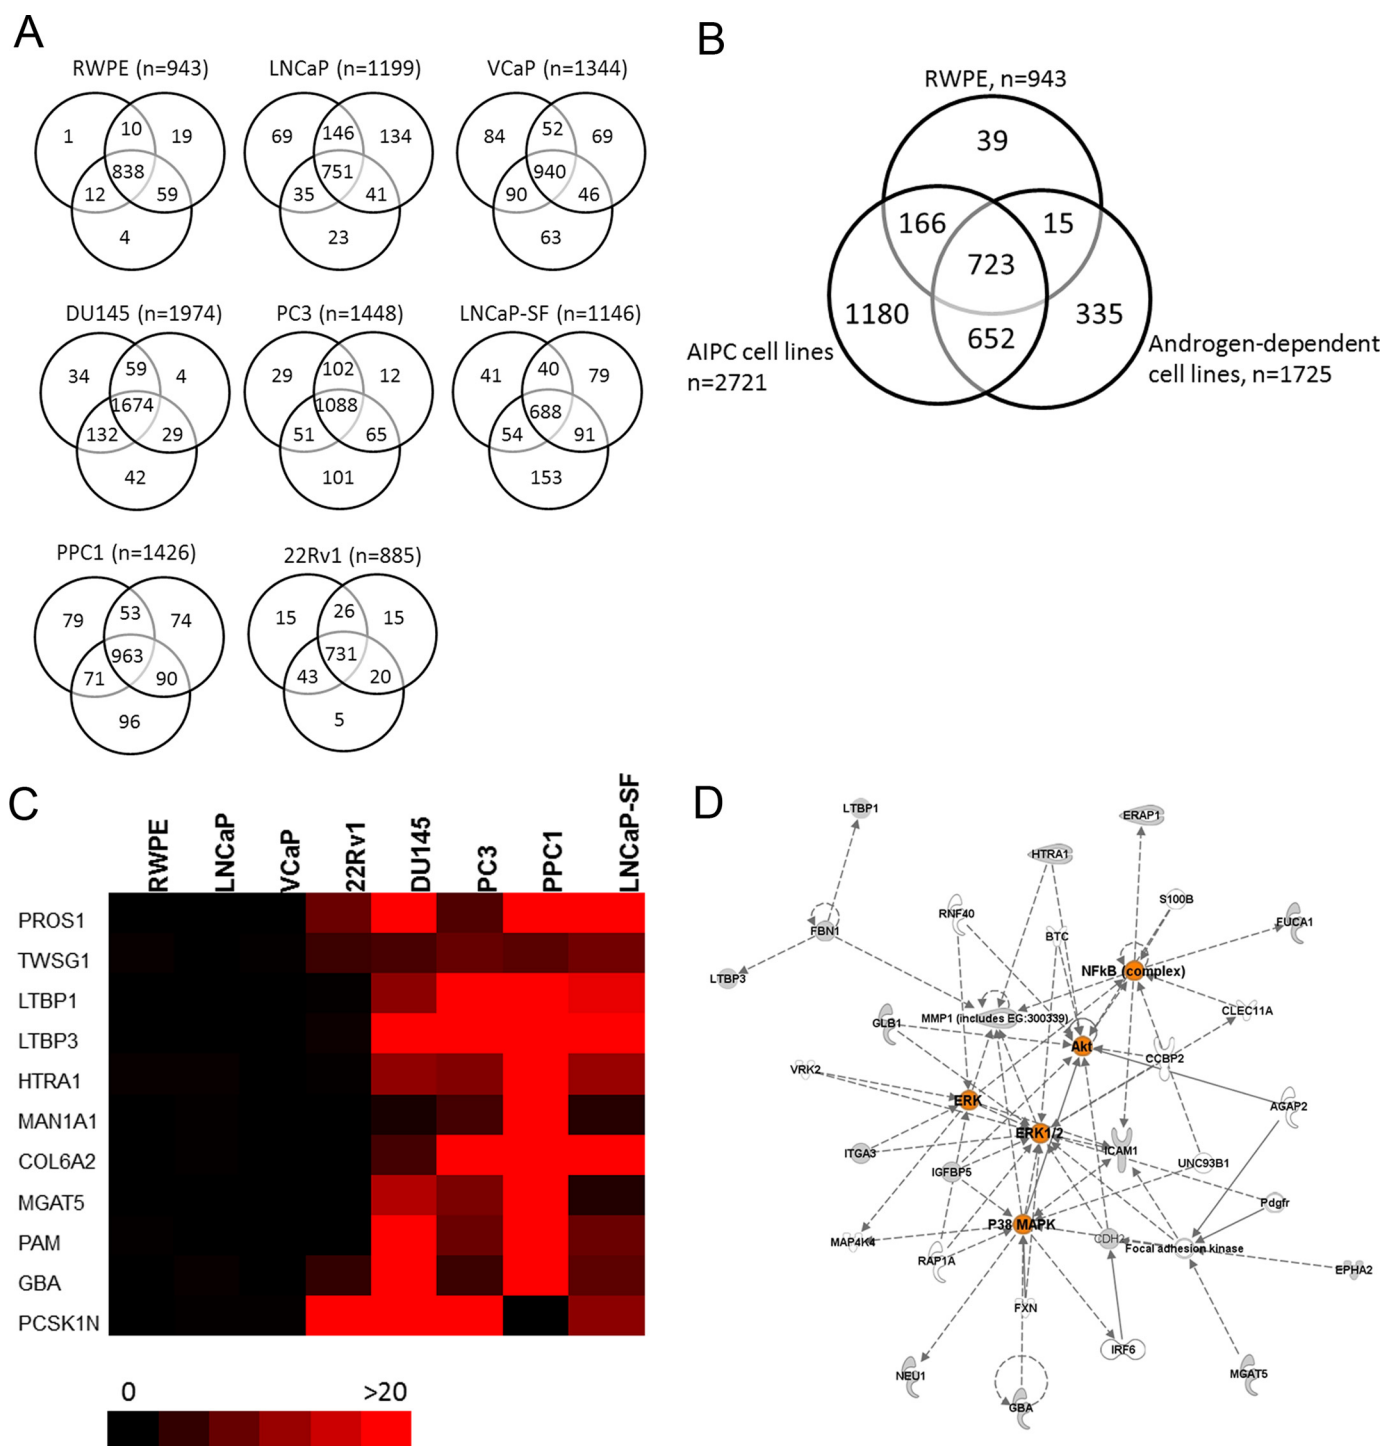 A
RWPE (n=943)
1
10
19
838
12
59
4
LNCaP (n=1199)
69
146
134
751
35
41
23
VCaP (n=1344)
84
52
69
940
90
46
63
DU145 (n=1974)
34
59
4
1674
132
29
42
PC3 (n=1448)
29
102
12
1088
51
65
101
LNCaP-SF (n=1146)
41
40
79
688
54
91
153
PPC1 (n=1426)
79
53
74
963
71
90
96
22Rv1 (n=885)
15
26
15
731
43
20
5
B
RWPE, n=943
39
166
15
723
1180
652
335
AIPC cell lines
n=2721
Androgen-dependent
cell lines, n=1725
C
RWPE
LNCaP
VCaP
22Rv1
DU145
PC3
PPC1
LNCaP-SF
PROS1
TWSG1
LTBP1
LTBP3
HTRA1
MAN1A1
COL6A2
MGAT5
PAM
GBA
PCSK1N
0
>20
D
LTBP1
ERAP1
HTRA1
RNF40
S100B
FUCA1
FBN1
BTC
LTBP3
NFkB (complex)
GLB1
MMP1 (includes EG:300339)
CLEC11A
Akt
CCBP2
VRK2
ERK
AGAP2
ERK1/2
ITGA3
ICAM1
IGFBP5
UNC93B1
P38 MAPK
Pdgfr
MAP4K4
CDH2
Focal adhesion kinase
RAP1A
EPHA2
FXN
IRF6
NEU1
MGAT5
GBA